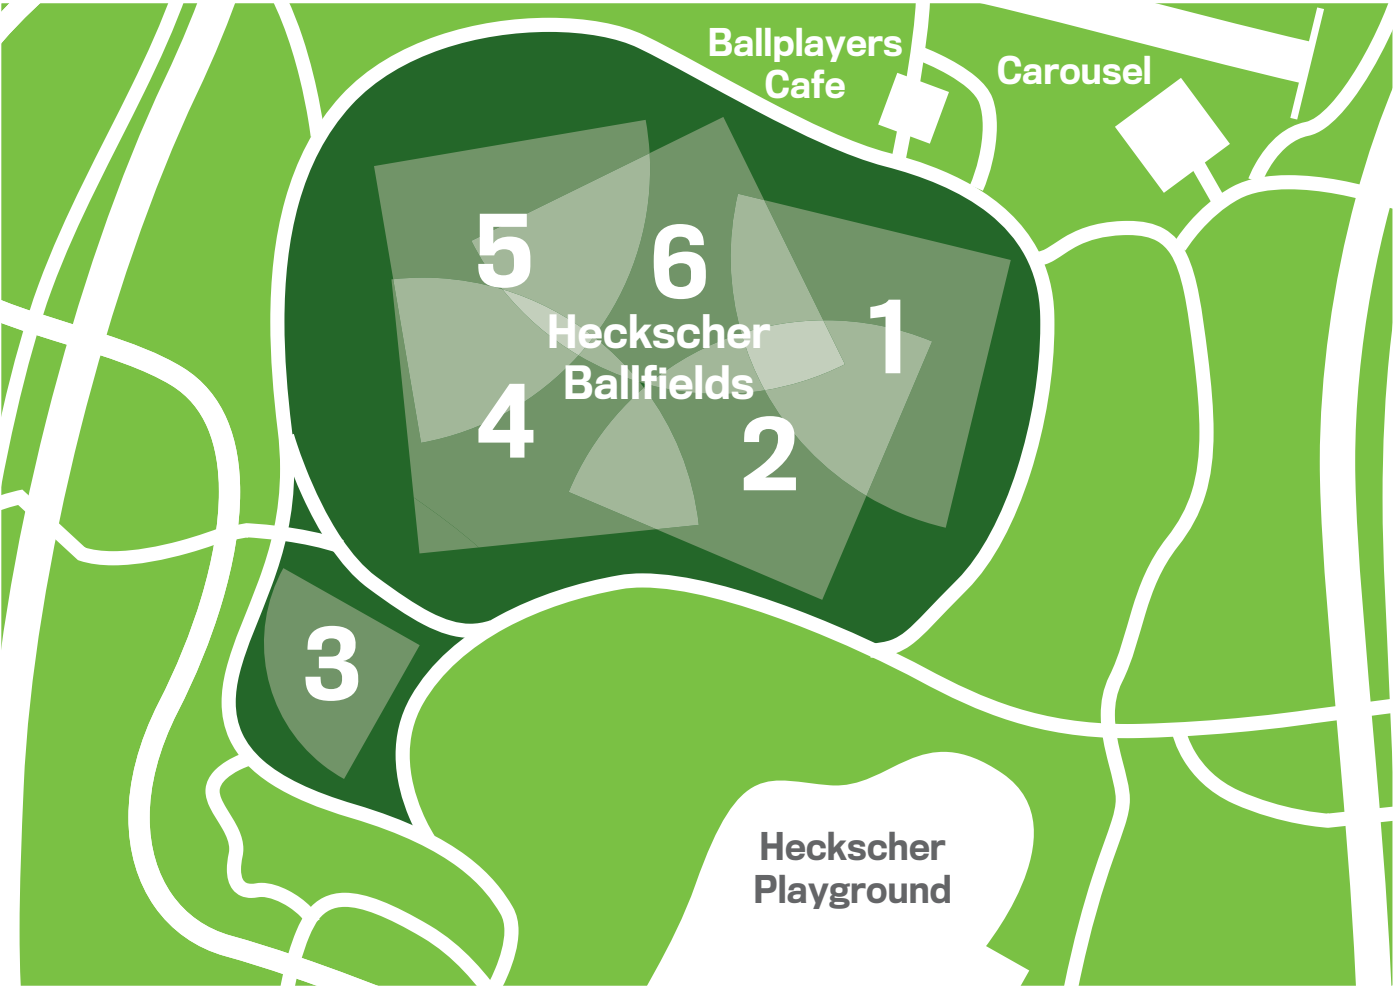 Ballplayers
Cafe
Carousel
5
6
1
Heckscher
Ballfields
4
2
3
Heckscher
Playground